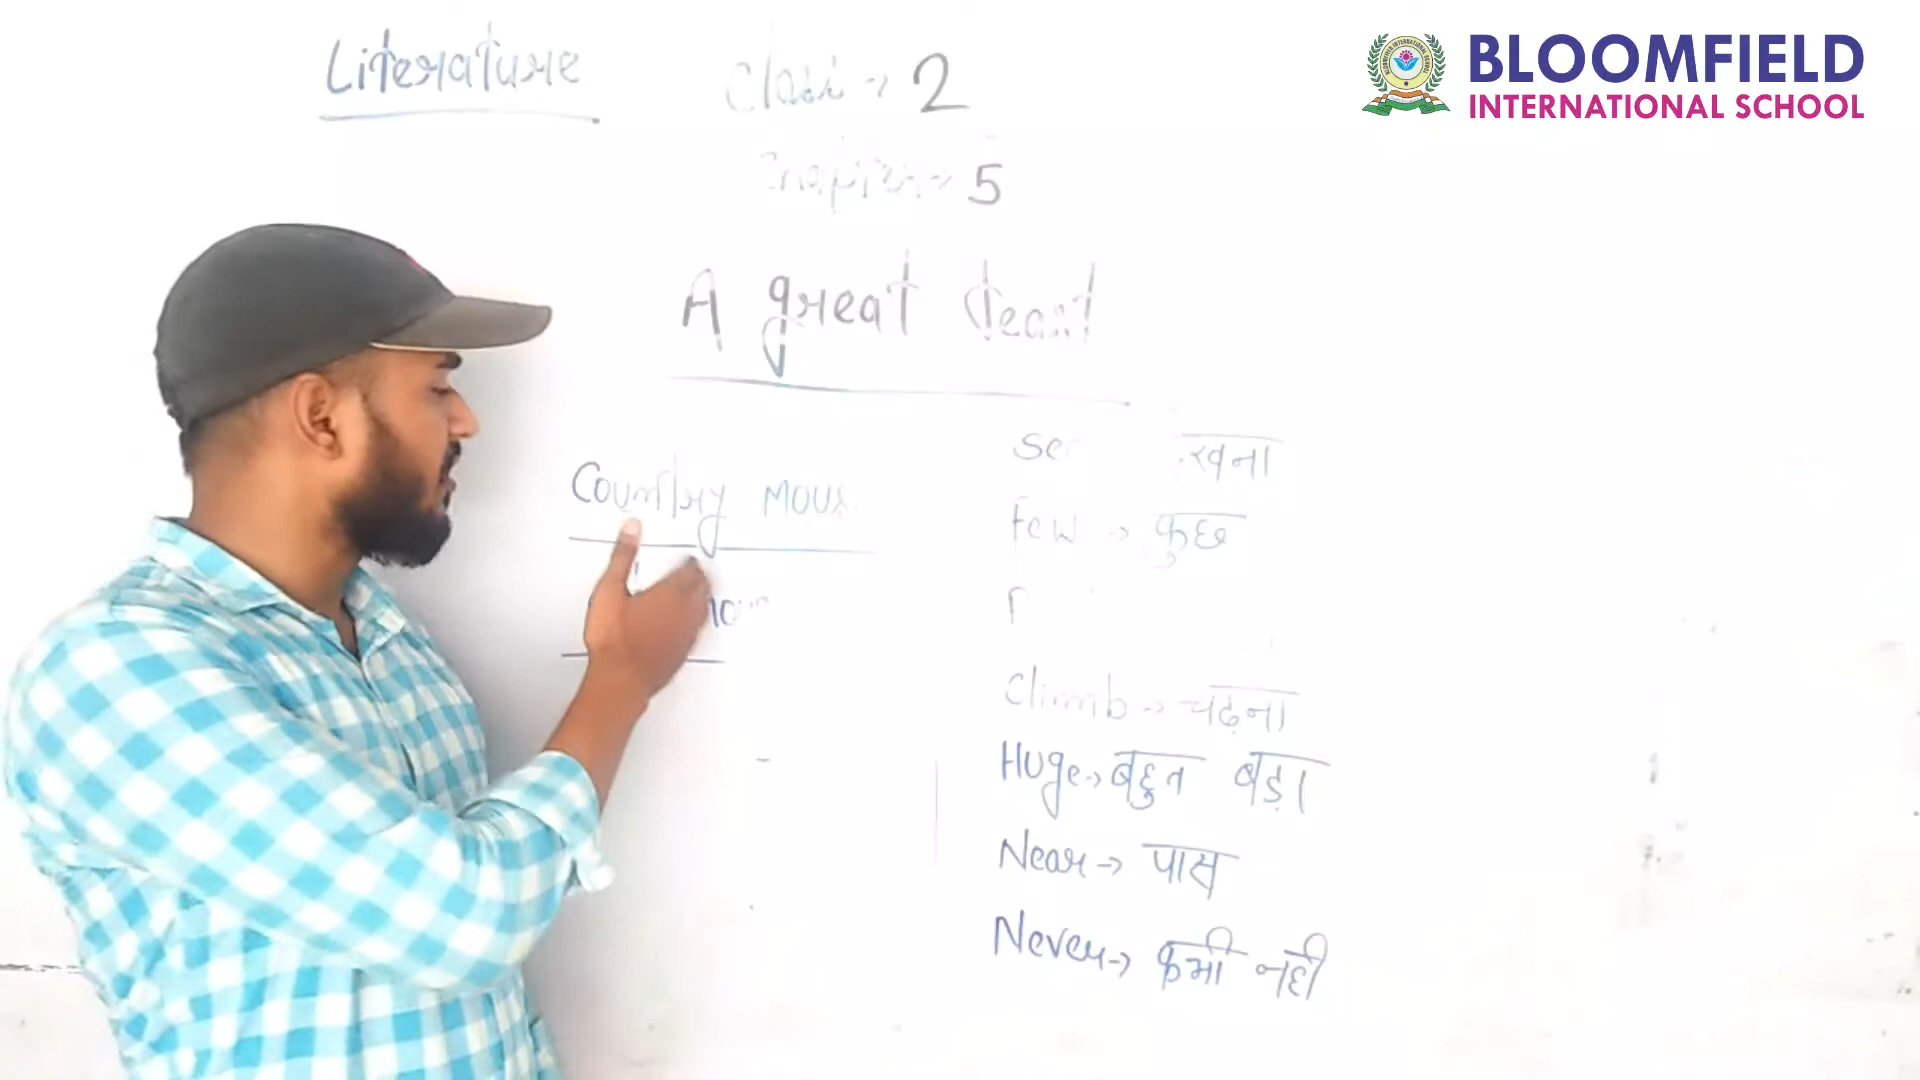 Literature
Class → 2
Chapter → 5
A great feast
Country Mous
Few → कुछ
Climb → चढ़ना
Huge → बहुत बड़ा
Near → पास
Never → कभी नही
BLOOMFIELD
INTERNATIONAL SCHOOL